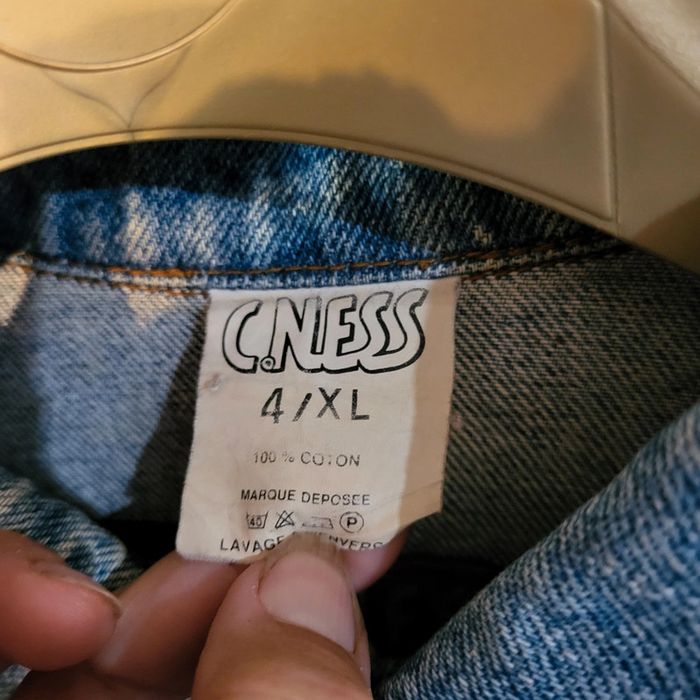 C.NESS
4/XL
100 % COTON
MARQUE DEPOSEE
40 P
LAVAGE